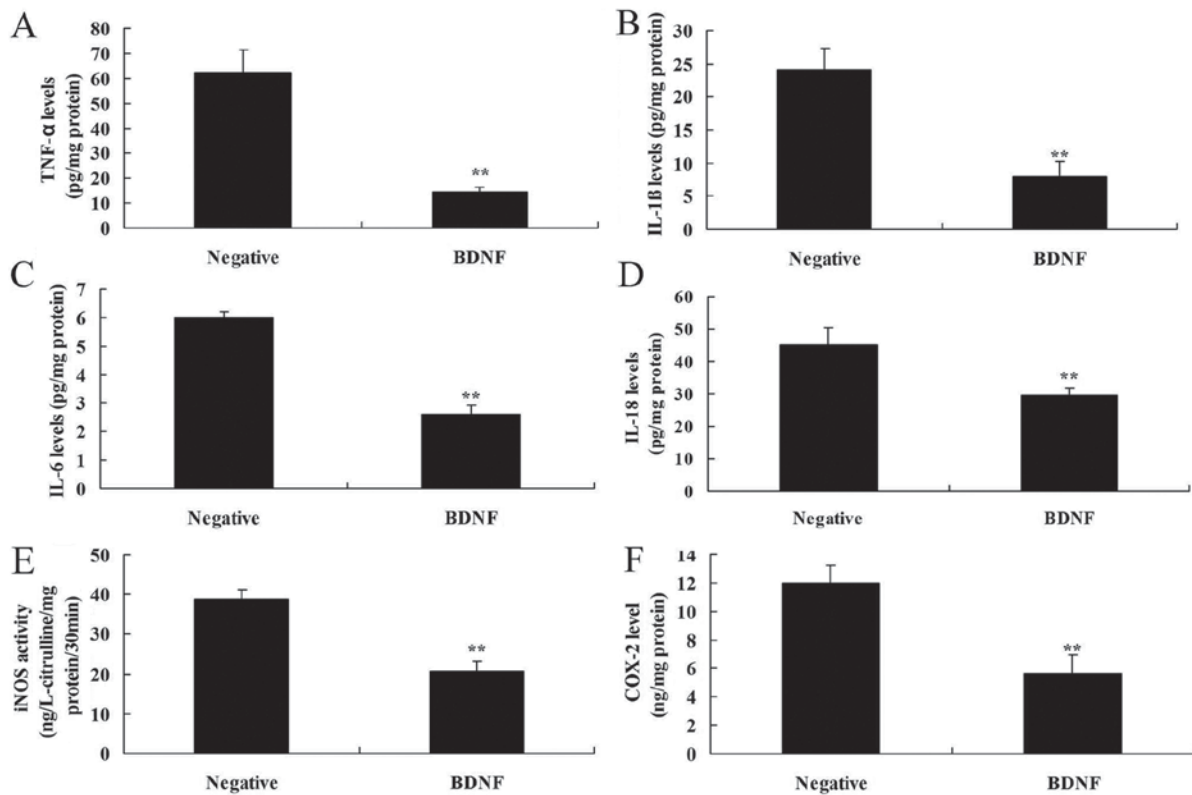 A
TNF-α levels
(pg/mg protein)
80
70
60
50
40
30
20
10
0
**
Negative
BDNF
B
IL-1ß levels (pg/mg protein)
30
25
20
15
10
5
0
**
Negative
BDNF
C
IL-6 levels (pg/mg protein)
7
6
5
4
3
2
1
0
**
Negative
BDNF
D
IL-18 levels
(pg/mg protein)
60
50
40
30
20
10
0
**
Negative
BDNF
E
iNOS activity
(ng/L-citrulline/mg
protein/30min)
50
40
30
20
10
0
**
Negative
BDNF
F
COX-2 level
(ng/mg protein)
14
12
10
8
6
4
2
0
**
Negative
BDNF